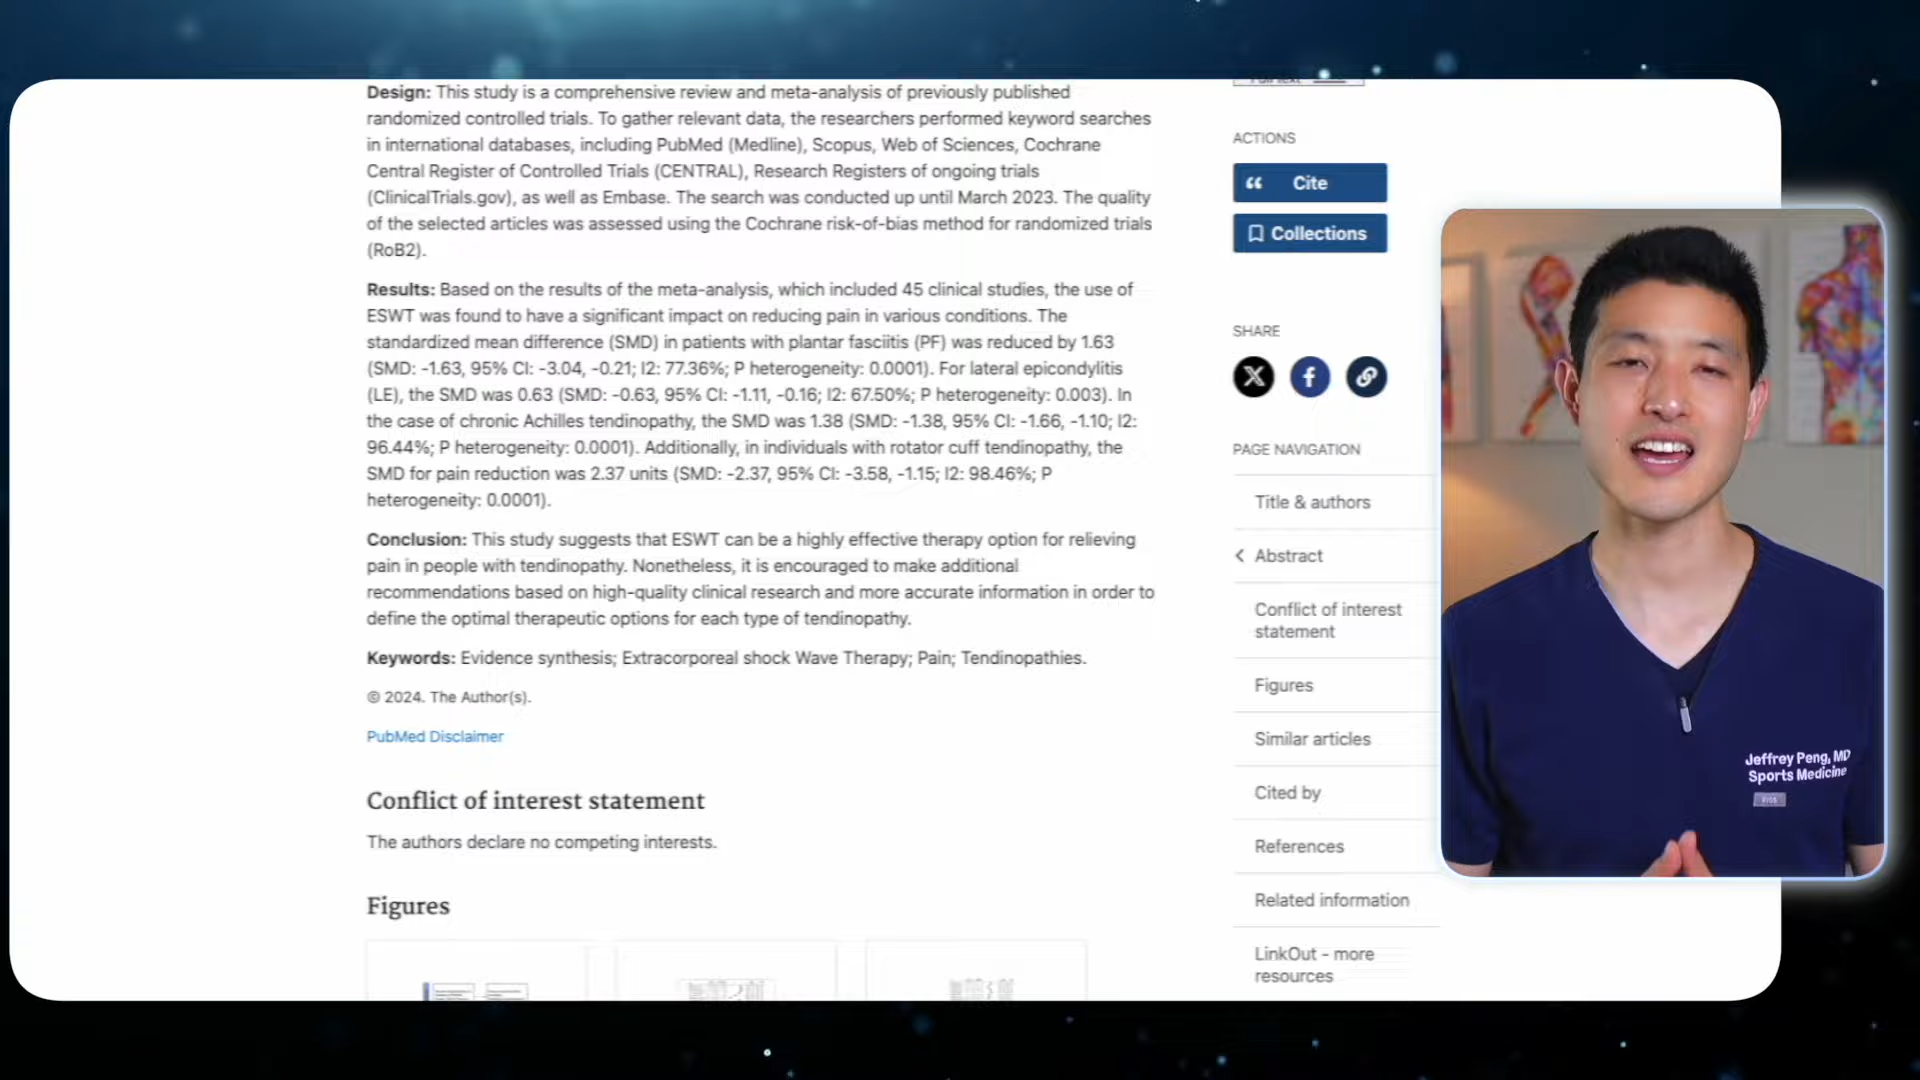 Design: This study is a comprehensive review and meta-analysis of previously published
randomized controlled trials. To gather relevant data, the researchers performed keyword searches
in international databases, including PubMed (Medline), Scopus, Web of Sciences, Cochrane
Central Register of Controlled Trials (CENTRAL), Research Registers of ongoing trials
(ClinicalTrials.gov), as well as Embase. The search was conducted up until March 2023. The quality
of the selected articles was assessed using the Cochrane risk-of-bias method for randomized trials
(RoB2).
Results: Based on the results of the meta-analysis, which included 45 clinical studies, the use of
ESWT was found to have a significant impact on reducing pain in various conditions. The
standardized mean difference (SMD) in patients with plantar fasciitis (PF) was reduced by 1.63
(SMD: -1.63, 95% CI: -3.04, -0.21; I2: 77.36%; P heterogeneity: 0.0001). For lateral epicondylitis
(LE), the SMD was 0.63 (SMD: -0.63, 95% CI: -1.11, -0.16; I2: 67.50%; P heterogeneity: 0.003). In
the case of chronic Achilles tendinopathy, the SMD was 1.38 (SMD: -1.38, 95% CI: -1.66, -1.10; I2:
96.44%; P heterogeneity: 0.0001). Additionally, in individuals with rotator cuff tendinopathy, the
SMD for pain reduction was 2.37 units (SMD: -2.37, 95% CI: -3.58, -1.15; I2: 98.46%; P
heterogeneity: 0.0001).
Conclusion: This study suggests that ESWT can be a highly effective therapy option for relieving
pain in people with tendinopathy. Nonetheless, it is encouraged to make additional
recommendations based on high-quality clinical research and more accurate information in order to
define the optimal therapeutic options for each type of tendinopathy.
Keywords: Evidence synthesis; Extracorporeal shock Wave Therapy; Pain; Tendinopathies.
© 2024. The Author(s).
PubMed Disclaimer
Conflict of interest statement
The authors declare no competing interests.
Figures
ACTIONS
Cite
Collections
SHARE
PAGE NAVIGATION
Title & authors
Abstract
Conflict of interest
statement
Figures
Similar articles
Cited by
References
Related information
LinkOut - more
resources
Jeffrey Peng, MD
Sports Medicine